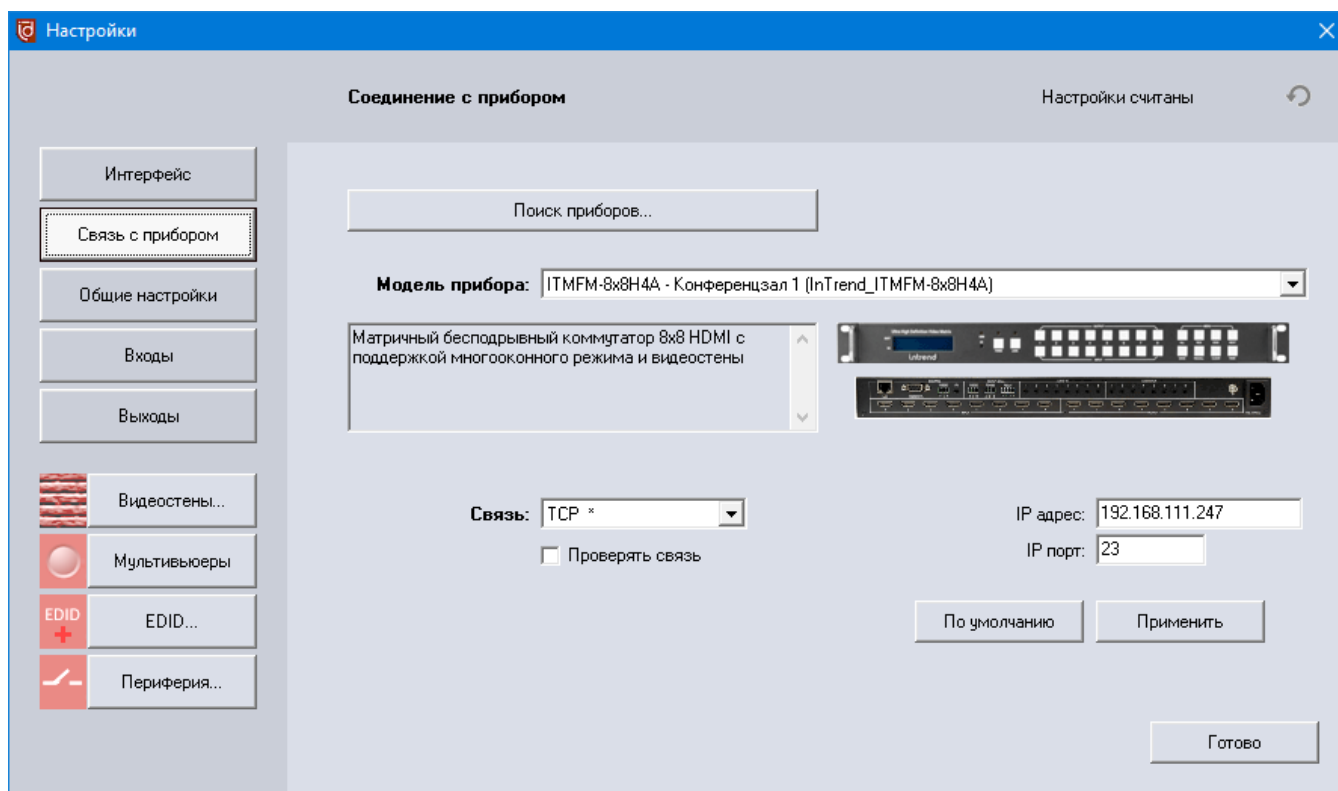 Настройки
Соединение с прибором
Настройки считаны
Интерфейс
Связь с прибором
Общие настройки
Входы
Выходы
Видеостены...
Мультивьюеры
EDID
EDID...
Периферия...
Поиск приборов...
Модель прибора: ITMFM-8x8H4A - Конференцзал 1 (InTrend_ITMFM-8x8H4A)
Матричный бесподрывный коммутатор 8x8 HDMI с
поддержкой многооконного режима и видеостены
intrend
Связь: TCP *
Проверять связь
IP адрес: 192.168.111.247
IP порт: 23
По умолчанию
Применить
Готово